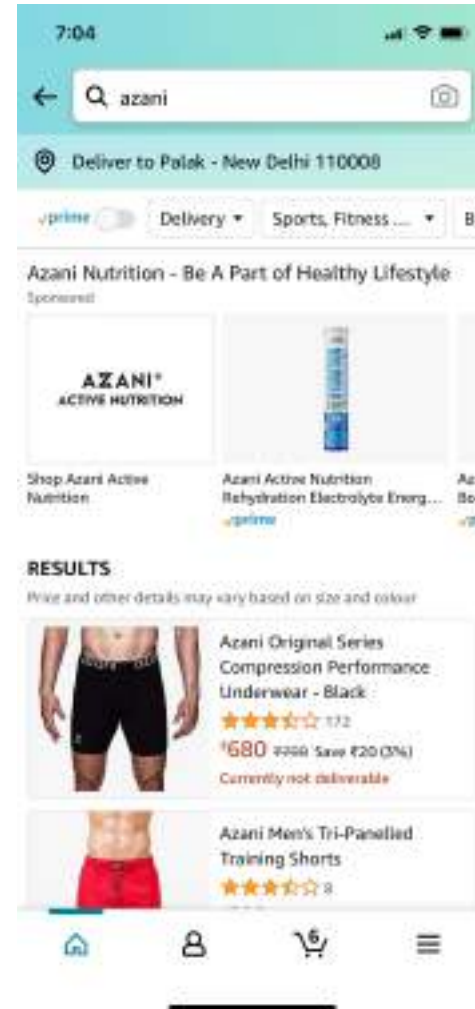 7:04
azani
Deliver to Palak - New Delhi 110008
prime
Delivery
Sports, Fitness ...
B
Azani Nutrition - Be A Part of Healthy Lifestyle
Sponsored
AZANI
ACTIVE NUTRITION
Shop Azani Active
Nutrition
Azani Active Nutrition
Rehydration Electrolyte Energ...
prime
Az
Bo
RESULTS
Price and other details may vary based on size and colour
Azani Original Series
Compression Performance
Underwear - Black
172
₹680 Save ₹20 (3%)
Currently not deliverable
Azani Men's Tri-Panelled
Training Shorts
8
6